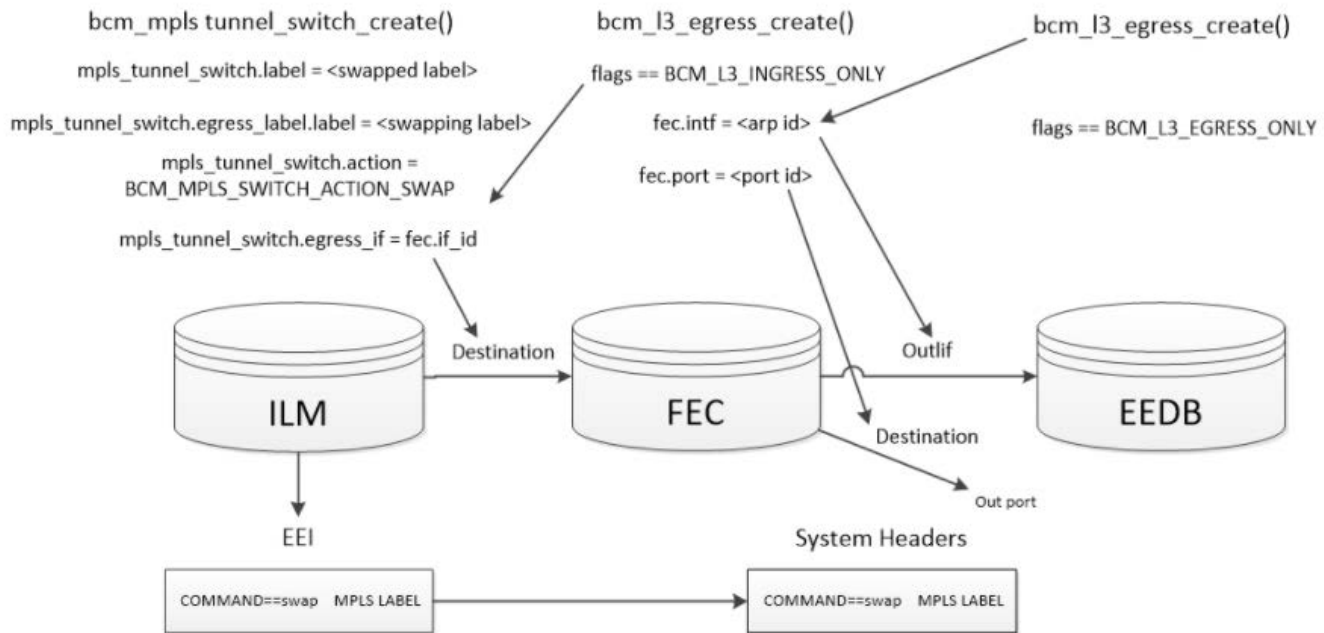 bcm_mpls tunnel_switch_create()
bcm_l3_egress_create()
bcm_l3_egress_create()
mpls_tunnel_switch.label = <swapped label>
flags == BCM_L3_INGRESS_ONLY
mpls_tunnel_switch.egress_label.label = <swapping label>
fec.intf = <arp id>
flags == BCM_L3_EGRESS_ONLY
mpls_tunnel_switch.action =
BCM_MPLS_SWITCH_ACTION_SWAP
fec.port = <port id>
mpls_tunnel_switch.egress_if = fec.if_id
Destination
Outlif
ILM
FEC
EEDB
Destination
Out port
EEI
System Headers
COMMAND==swap MPLS LABEL
COMMAND==swap MPLS LABEL